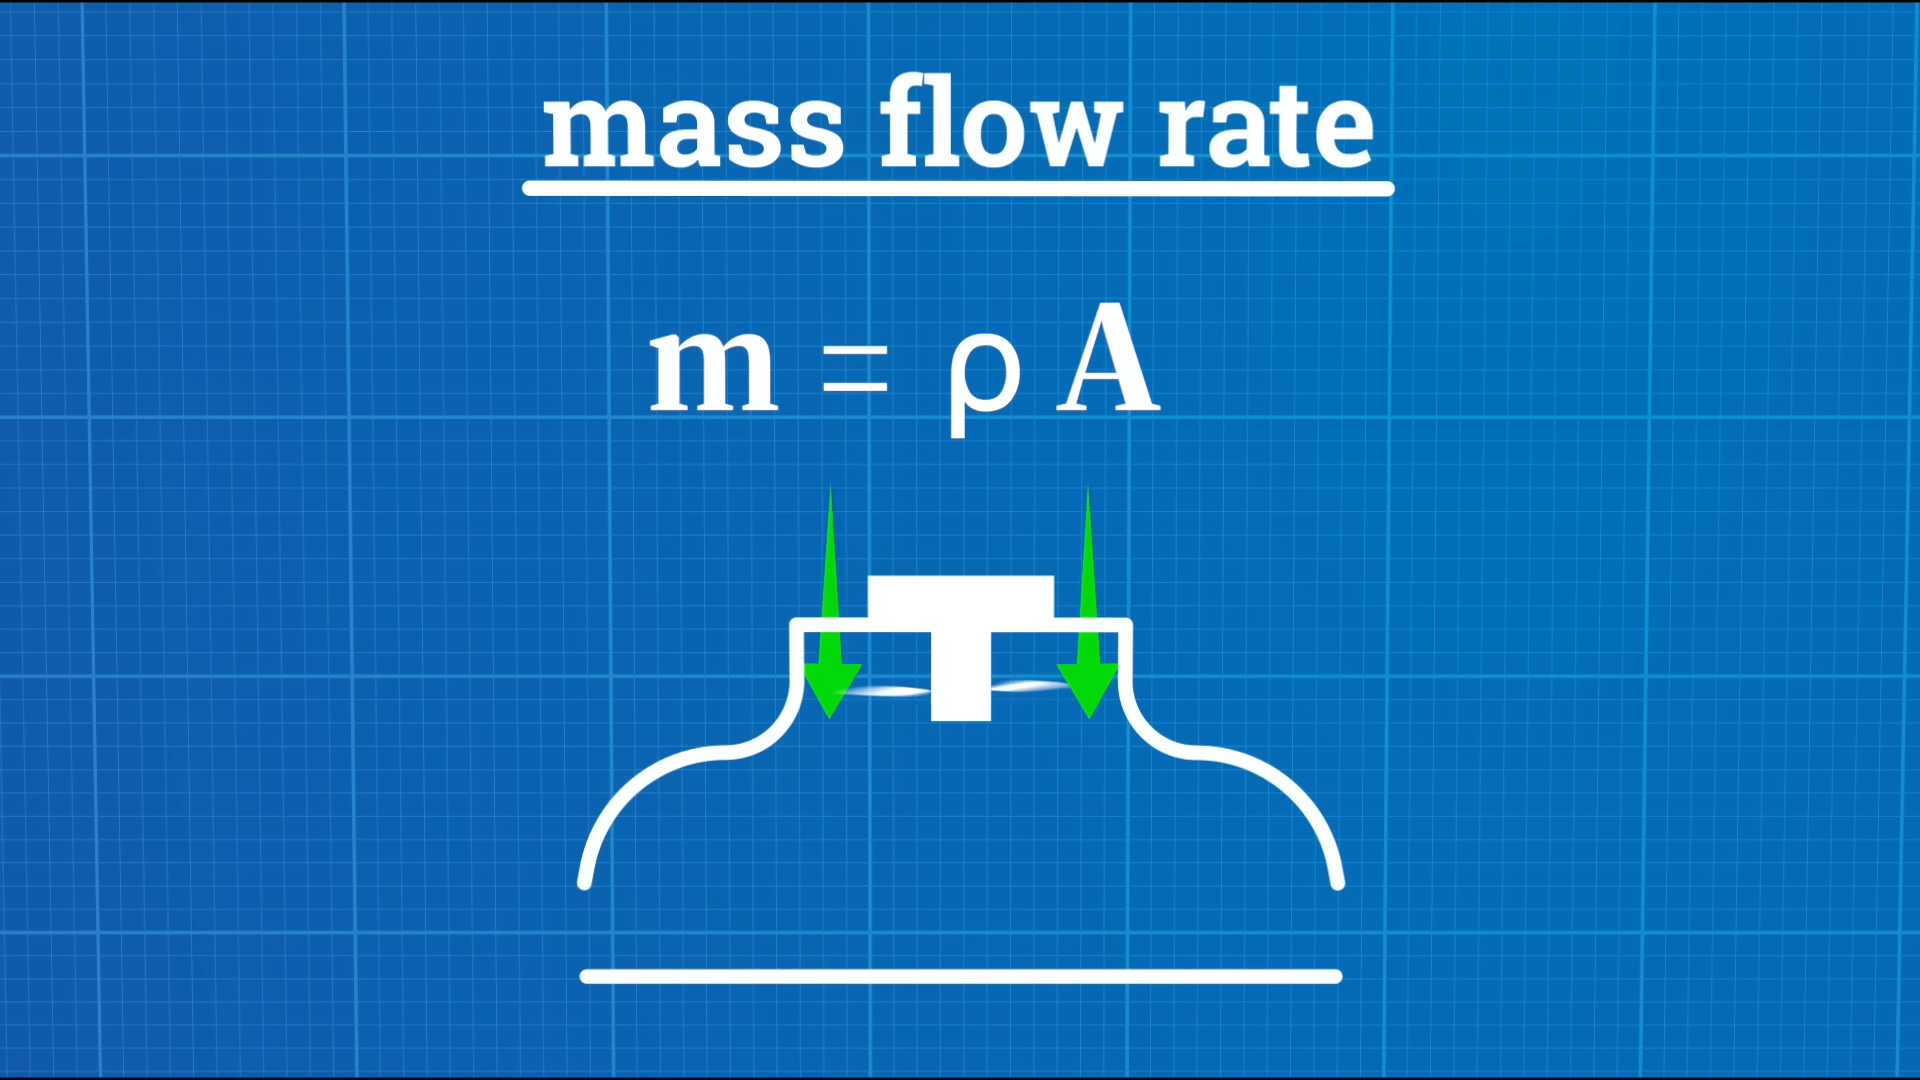 mass flow rate
m = ρ A